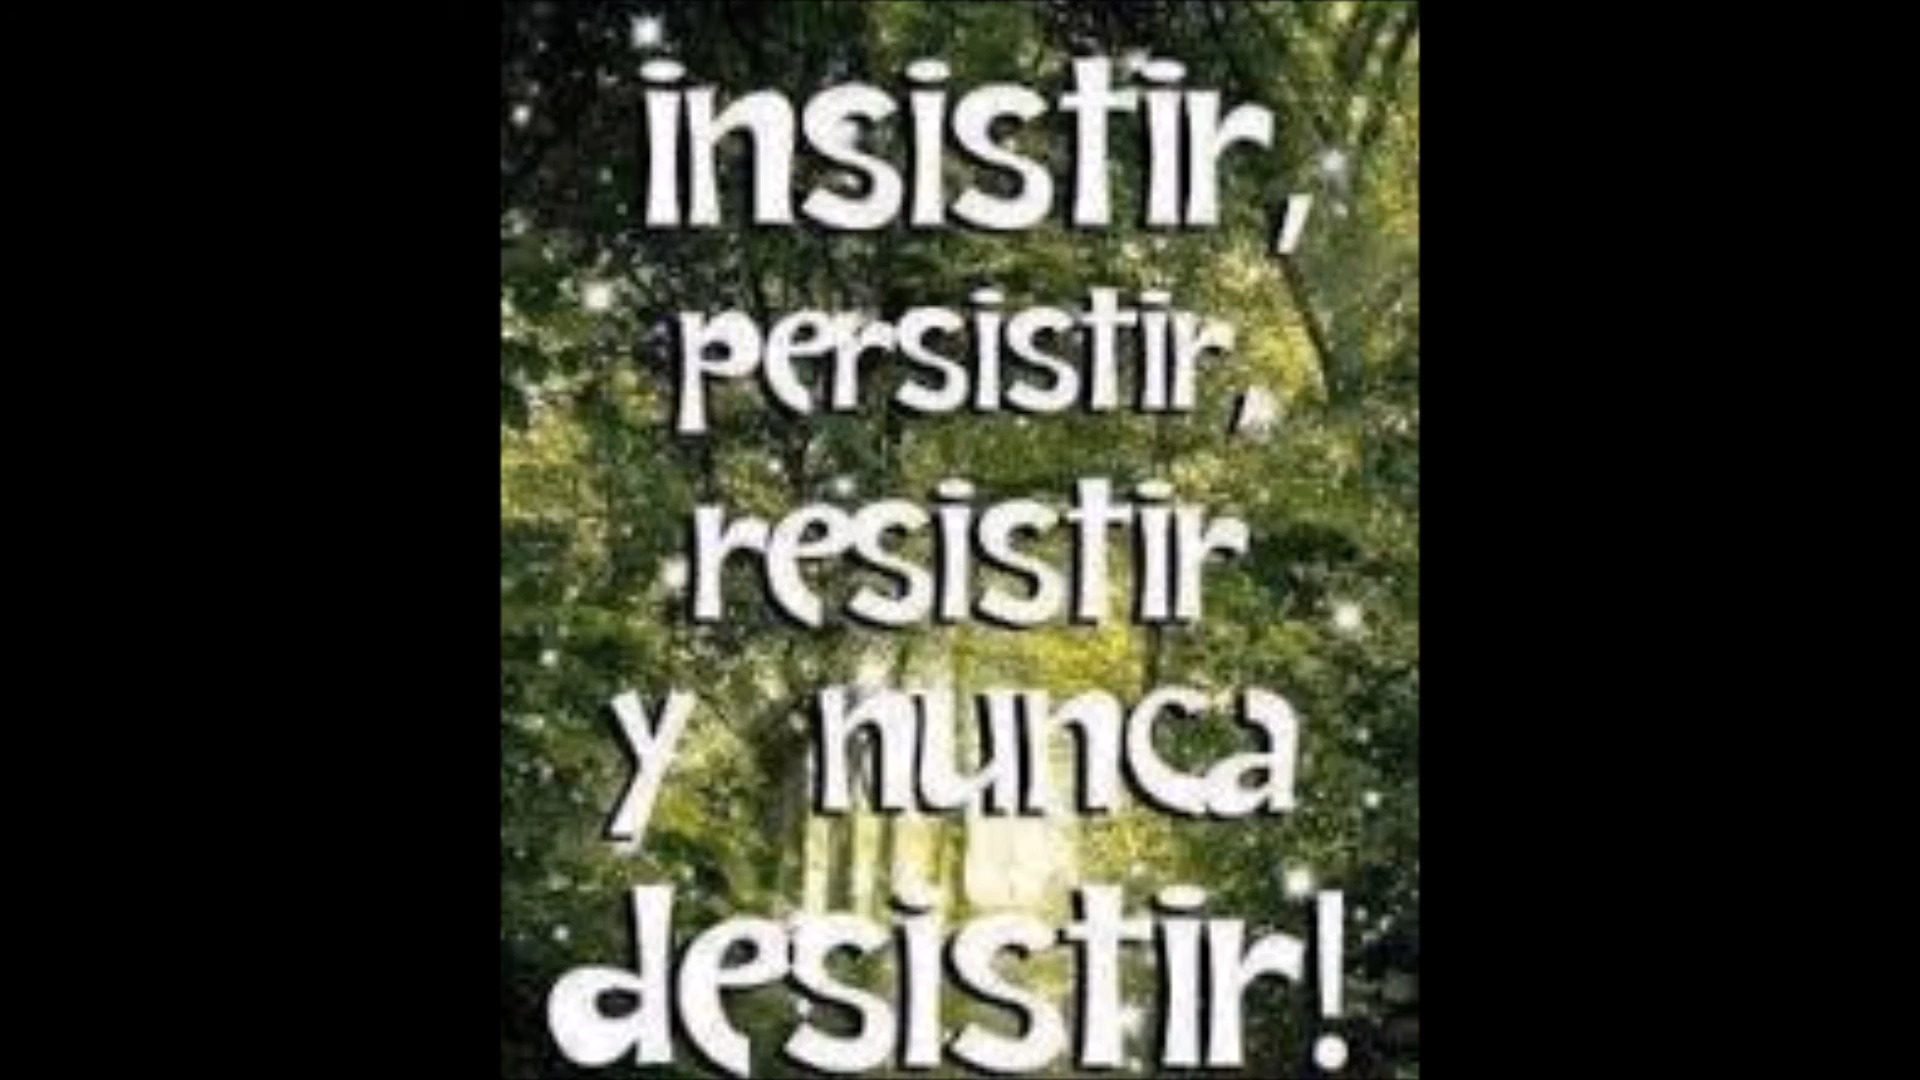 insistir,
persistir,
resistir
y nunca
desistir!